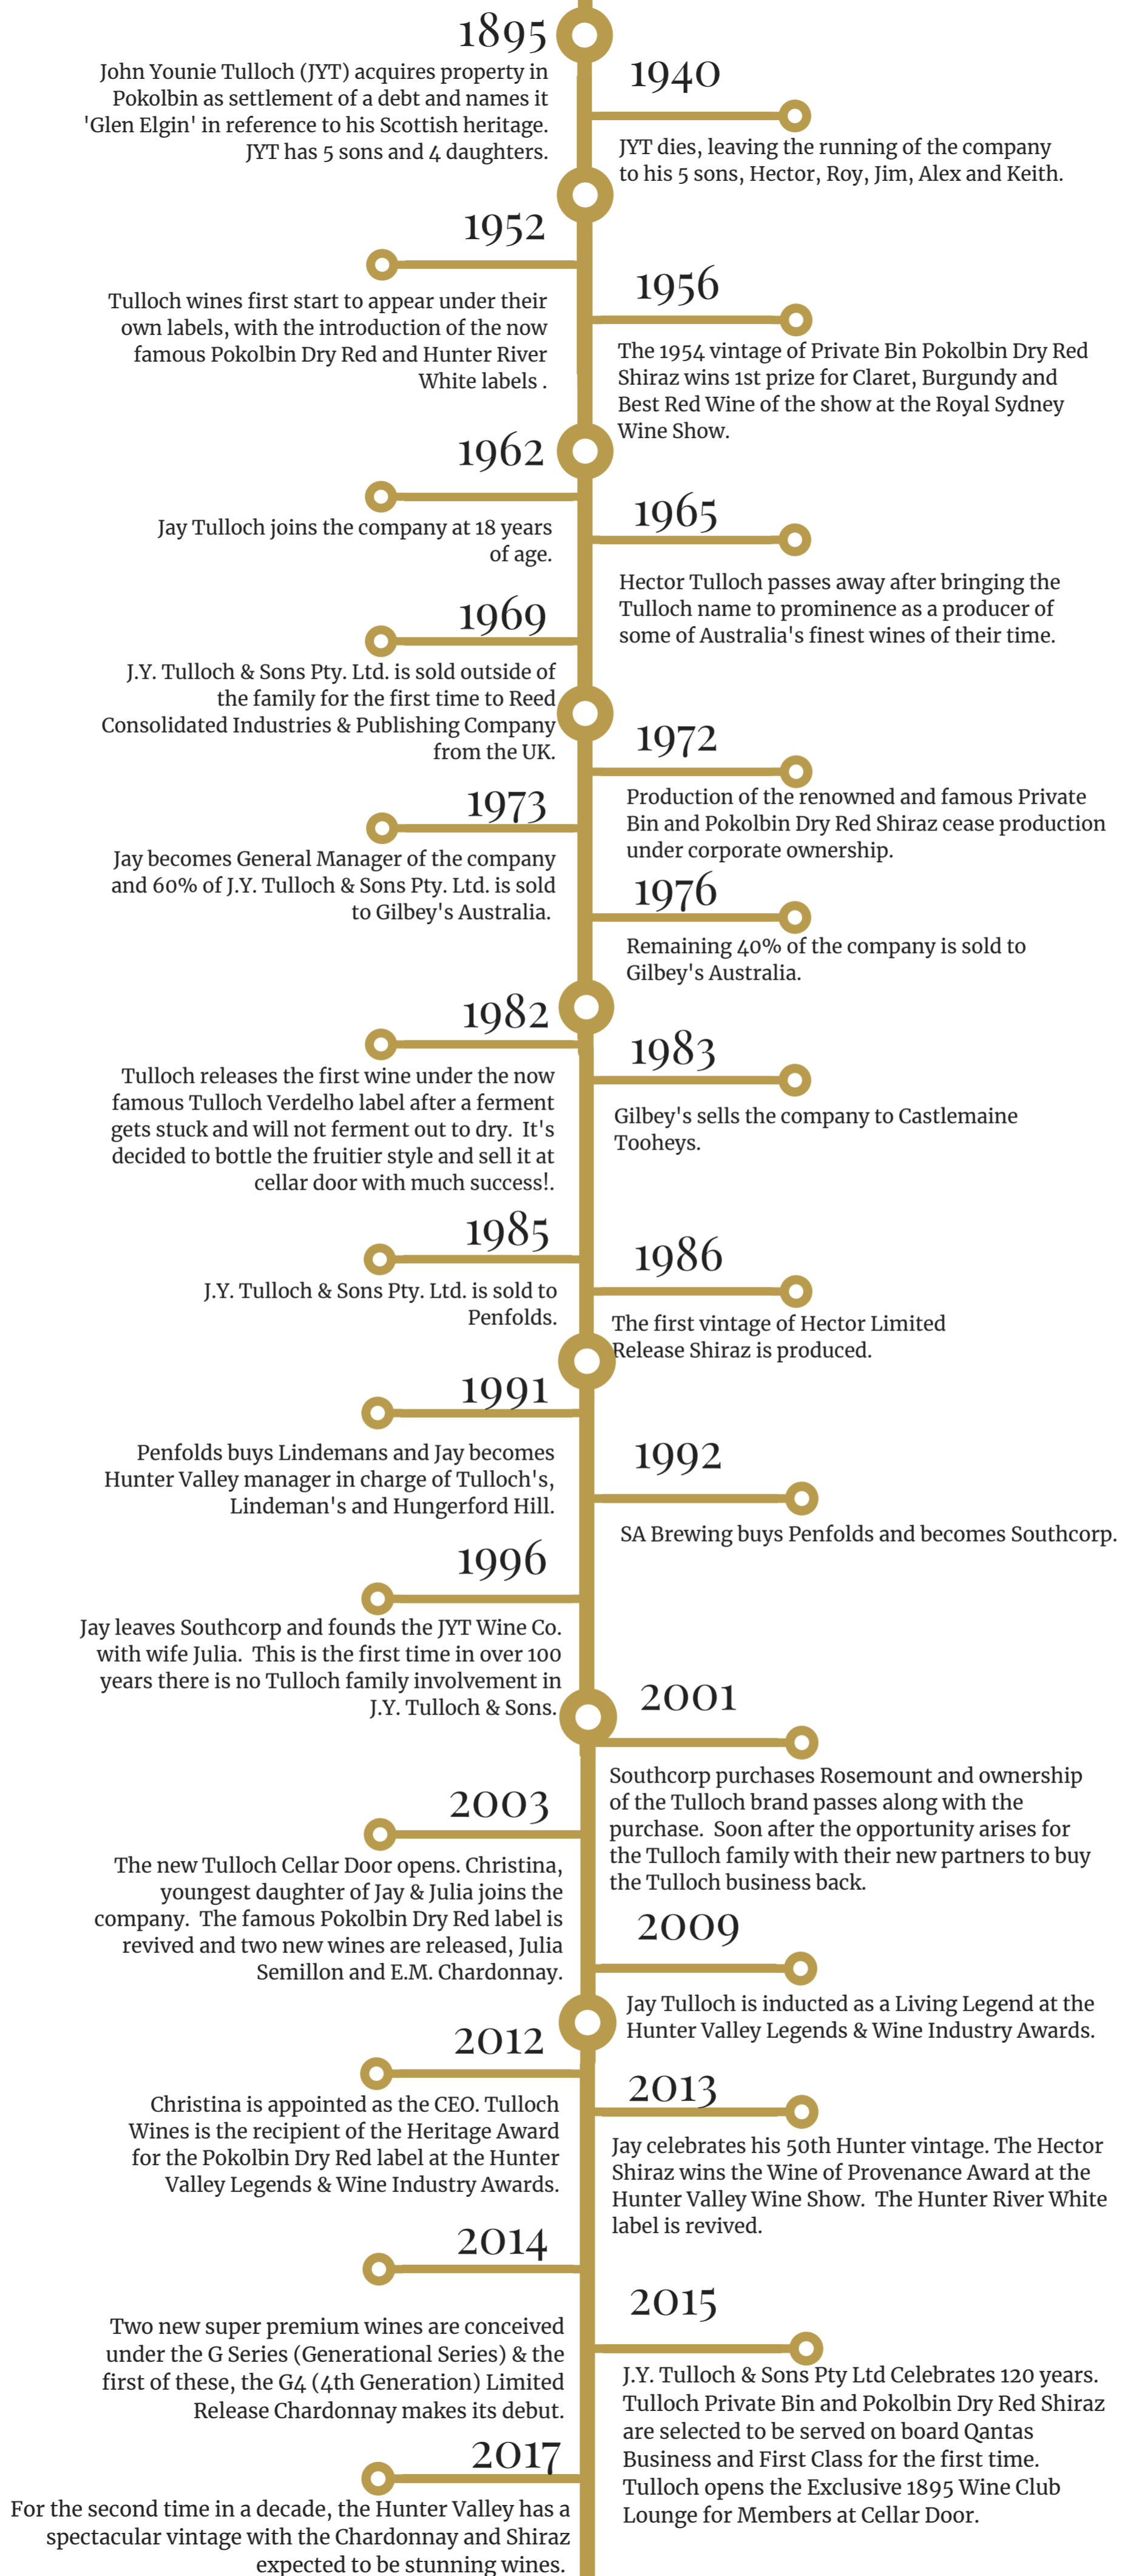 1895
John Younie Tulloch (JYT) acquires property in
Pokolbin as settlement of a debt and names it
'Glen Elgin' in reference to his Scottish heritage.
JYT has 5 sons and 4 daughters.
1940
JYT dies, leaving the running of the company
to his 5 sons, Hector, Roy, Jim, Alex and Keith.
1952
Tulloch wines first start to appear under their
own labels, with the introduction of the now
famous Pokolbin Dry Red and Hunter River
White labels .
1956
The 1954 vintage of Private Bin Pokolbin Dry Red
Shiraz wins 1st prize for Claret, Burgundy and
Best Red Wine of the show at the Royal Sydney
Wine Show.
1962
Jay Tulloch joins the company at 18 years
of age.
1965
Hector Tulloch passes away after bringing the
Tulloch name to prominence as a producer of
some of Australia's finest wines of their time.
1969
J.Y. Tulloch & Sons Pty. Ltd. is sold outside of
the family for the first time to Reed
Consolidated Industries & Publishing Company
from the UK.
1972
Production of the renowned and famous Private
Bin and Pokolbin Dry Red Shiraz cease production
under corporate ownership.
1973
Jay becomes General Manager of the company
and 60% of J.Y. Tulloch & Sons Pty. Ltd. is sold
to Gilbey's Australia.
1976
Remaining 40% of the company is sold to
Gilbey's Australia.
1982
Tulloch releases the first wine under the now
famous Tulloch Verdelho label after a ferment
gets stuck and will not ferment out to dry.  It's
decided to bottle the fruitier style and sell it at
cellar door with much success!.
1983
Gilbey's sells the company to Castlemaine
Tooheys.
1985
J.Y. Tulloch & Sons Pty. Ltd. is sold to
Penfolds.
1986
The first vintage of Hector Limited
Release Shiraz is produced.
1991
Penfolds buys Lindemans and Jay becomes
Hunter Valley manager in charge of Tulloch's,
Lindeman's and Hungerford Hill.
1992
SA Brewing buys Penfolds and becomes Southcorp.
1996
Jay leaves Southcorp and founds the JYT Wine Co.
with wife Julia.  This is the first time in over 100
years there is no Tulloch family involvement in
J.Y. Tulloch & Sons.
2001
Southcorp purchases Rosemount and ownership
of the Tulloch brand passes along with the
purchase.  Soon after the opportunity arises for
the Tulloch family with their new partners to buy
the Tulloch business back.
2003
The new Tulloch Cellar Door opens. Christina,
youngest daughter of Jay & Julia joins the
company.  The famous Pokolbin Dry Red label is
revived and two new wines are released, Julia
Semillon and E.M. Chardonnay.
2009
Jay Tulloch is inducted as a Living Legend at the
Hunter Valley Legends & Wine Industry Awards.
2012
Christina is appointed as the CEO. Tulloch
Wines is the recipient of the Heritage Award
for the Pokolbin Dry Red label at the Hunter
Valley Legends & Wine Industry Awards.
2013
Jay celebrates his 50th Hunter vintage. The Hector
Shiraz wins the Wine of Provenance Award at the
Hunter Valley Wine Show.  The Hunter River White
label is revived.
2014
Two new super premium wines are conceived
under the G Series (Generational Series) & the
first of these, the G4 (4th Generation) Limited
Release Chardonnay makes its debut.
2015
J.Y. Tulloch & Sons Pty Ltd Celebrates 120 years.
Tulloch Private Bin and Pokolbin Dry Red Shiraz
are selected to be served on board Qantas
Business and First Class for the first time.
Tulloch opens the Exclusive 1895 Wine Club
Lounge for Members at Cellar Door.
2017
For the second time in a decade, the Hunter Valley has a
spectacular vintage with the Chardonnay and Shiraz
expected to be stunning wines.